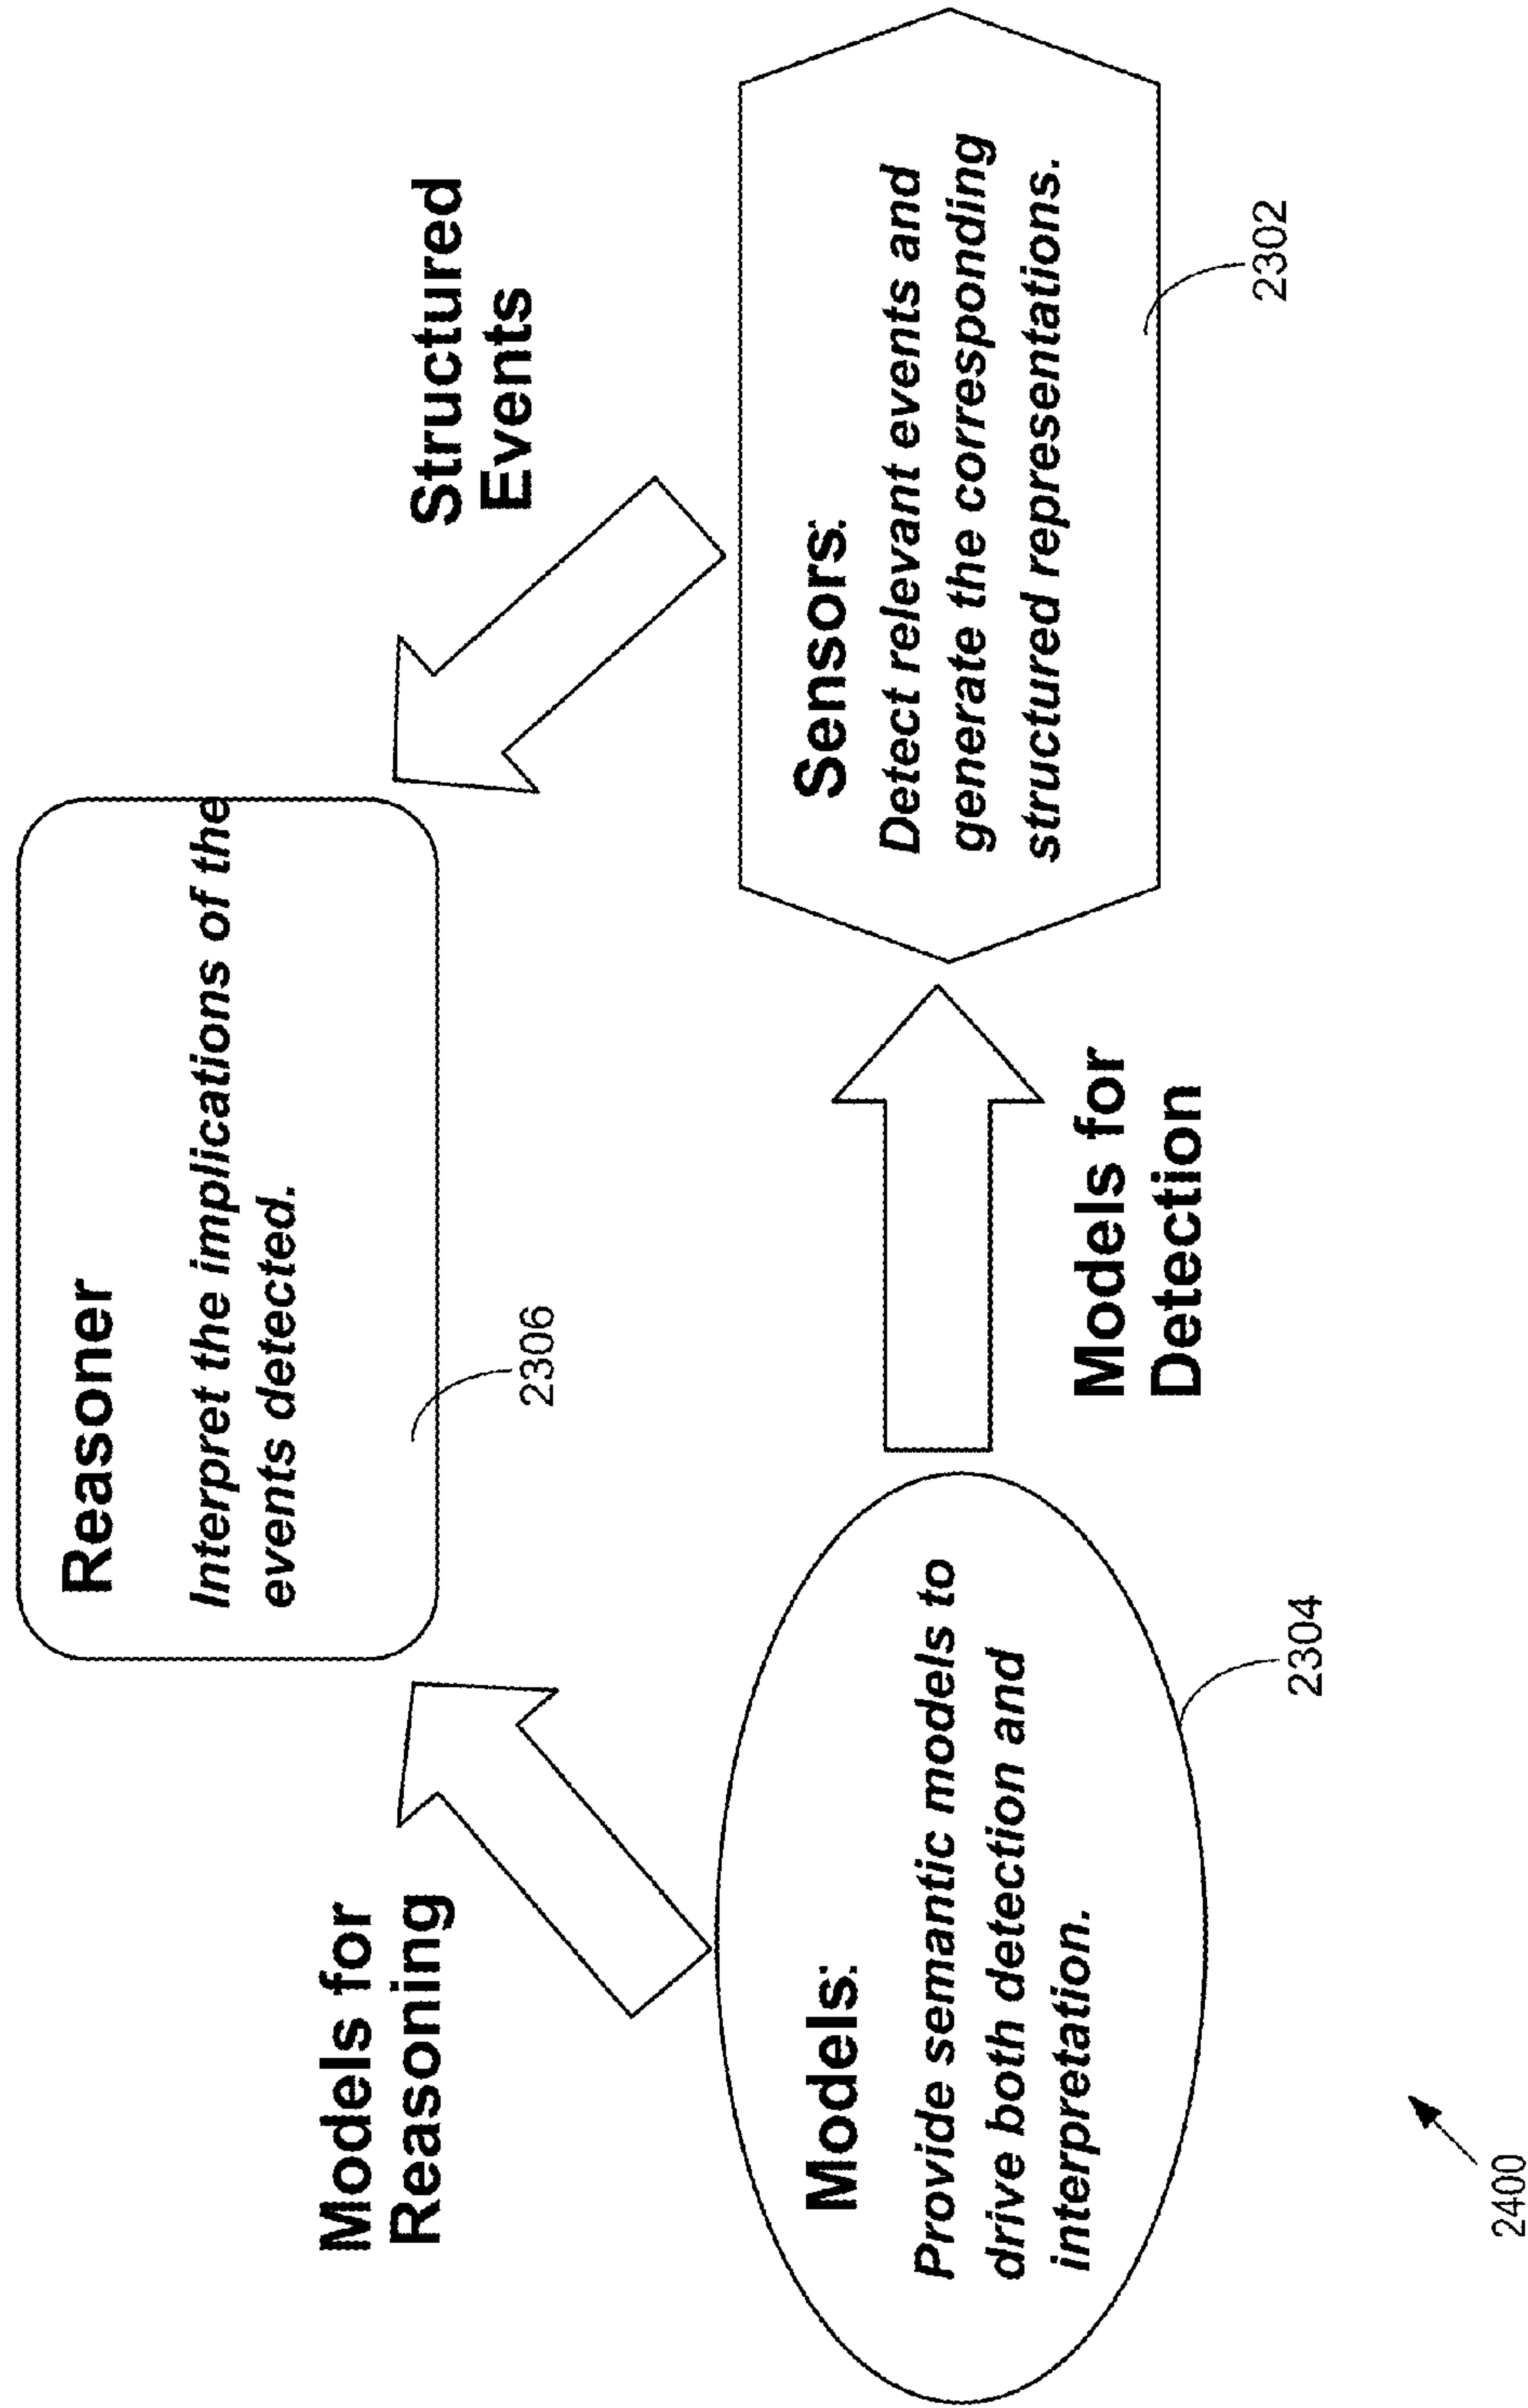 Reasoner
Interpret the implications of the
events detected.
2306
Models for
Reasoning
Structured
Events
Models:
Provide semantic models to
drive both detection and
interpretation.
2304
Models for
Detection
Sensors:
Detect relevant events and
generate the corresponding
structured representations.
2302
2400